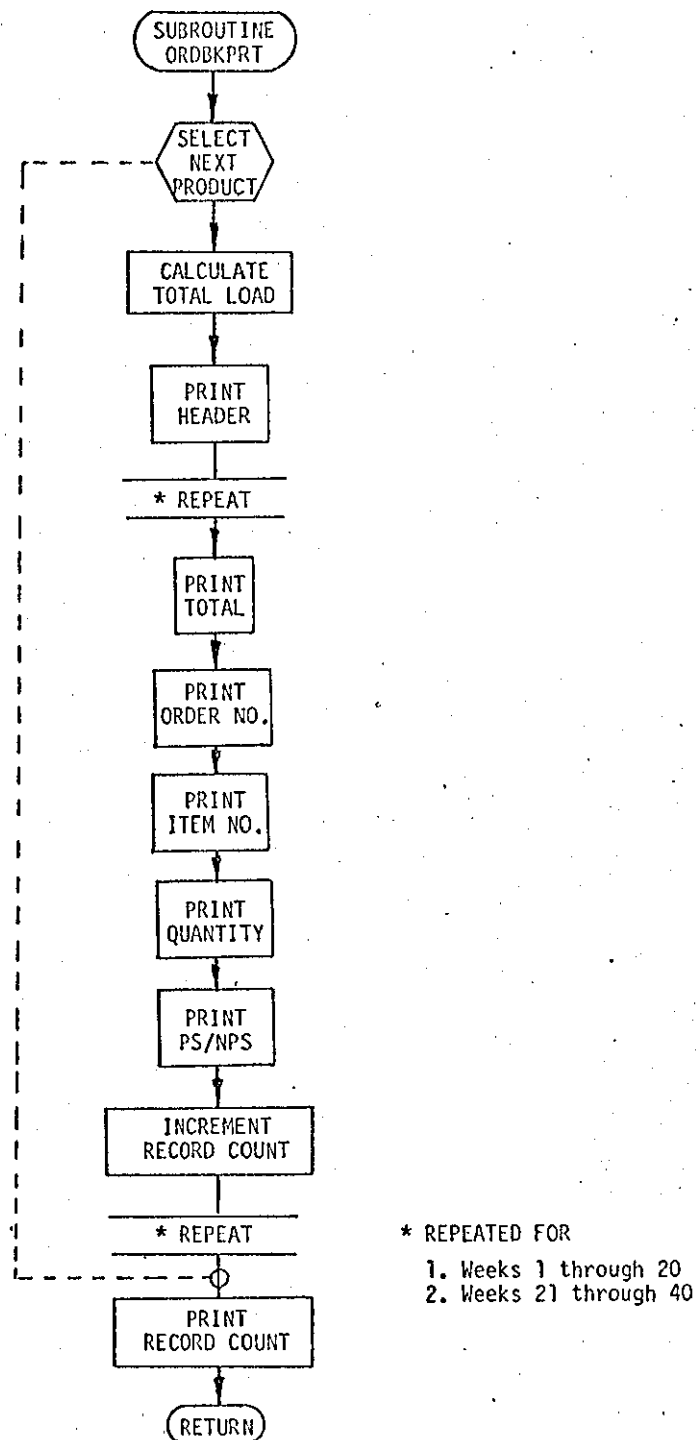 SUBROUTINE
ORDBKPRT
SELECT
NEXT
PRODUCT
CALCULATE
TOTAL LOAD
PRINT
HEADER
* REPEAT
PRINT
TOTAL
PRINT
ORDER NO.
PRINT
ITEM NO.
PRINT
QUANTITY
PRINT
PS/NPS
INCREMENT
RECORD COUNT
* REPEAT
* REPEATED FOR
1. Weeks 1 through 20
2. Weeks 21 through 40
PRINT
RECORD COUNT
RETURN